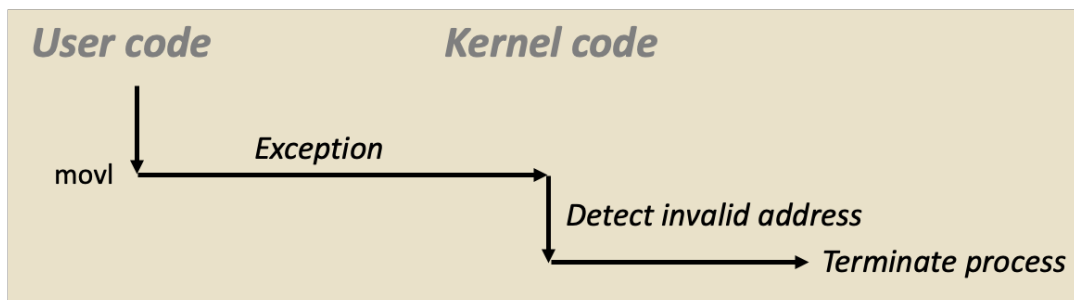 User code
Kernel code
Exception
movl
Detect invalid address
Terminate process